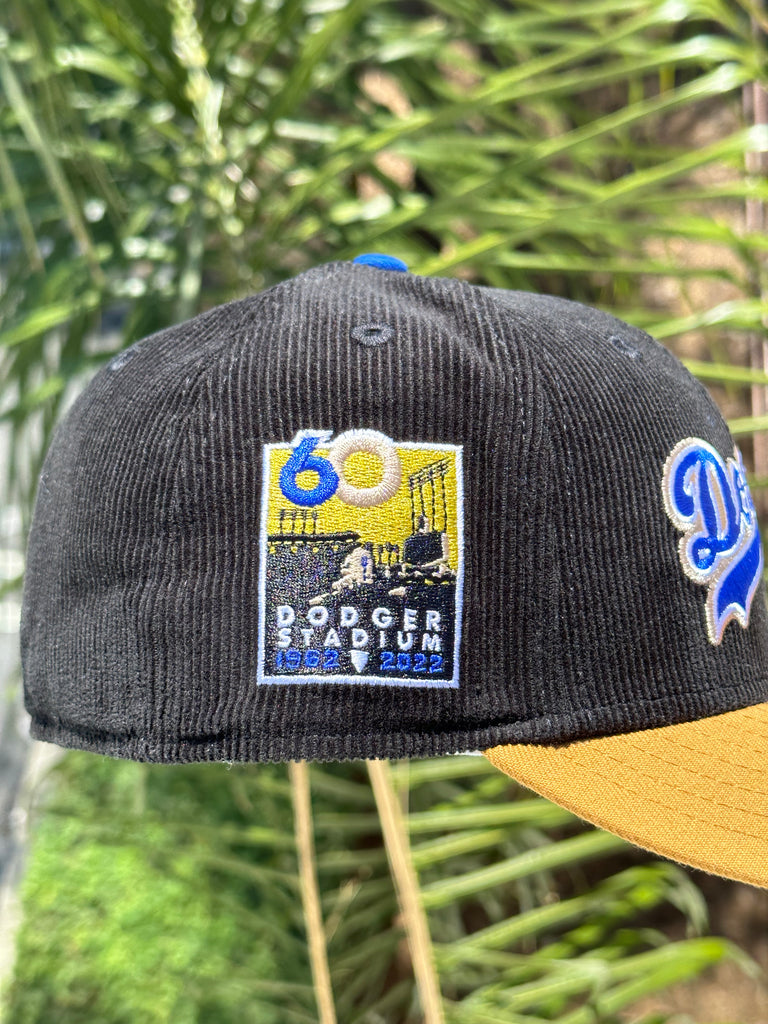 60
DODGER
STADIUM
1962 2022
D